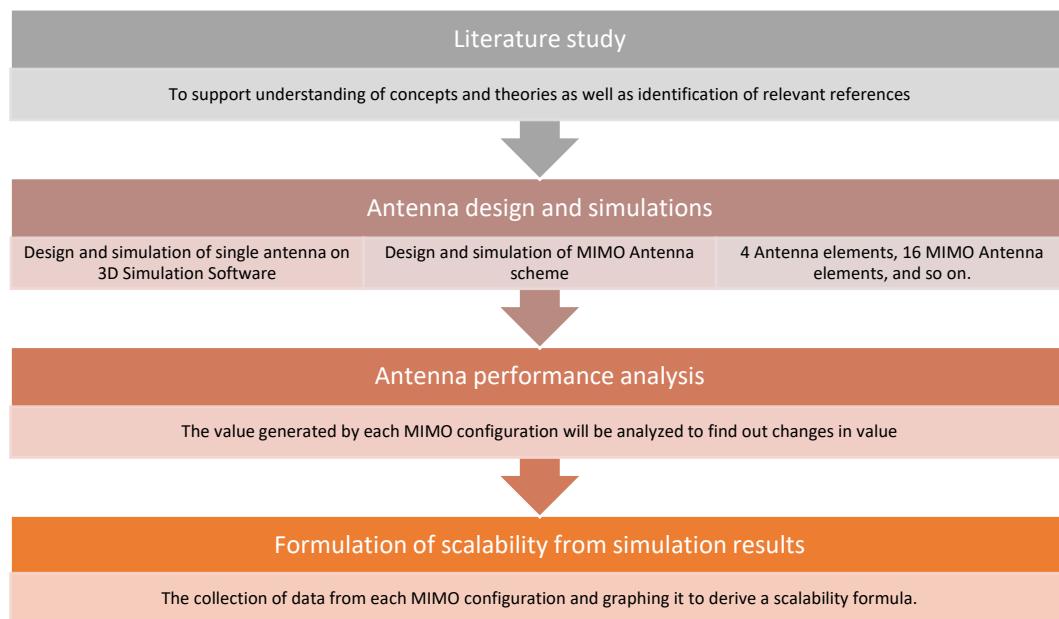 Literature study
To support understanding of concepts and theories as well as identification of relevant references
Antenna design and simulations
Design and simulation of single antenna on
3D Simulation Software
Design and simulation of MIMO Antenna
scheme
4 Antenna elements, 16 MIMO Antenna
elements, and so on.
Antenna performance analysis
The value generated by each MIMO configuration will be analyzed to find out changes in value
Formulation of scalability from simulation results
The collection of data from each MIMO configuration and graphing it to derive a scalability formula.